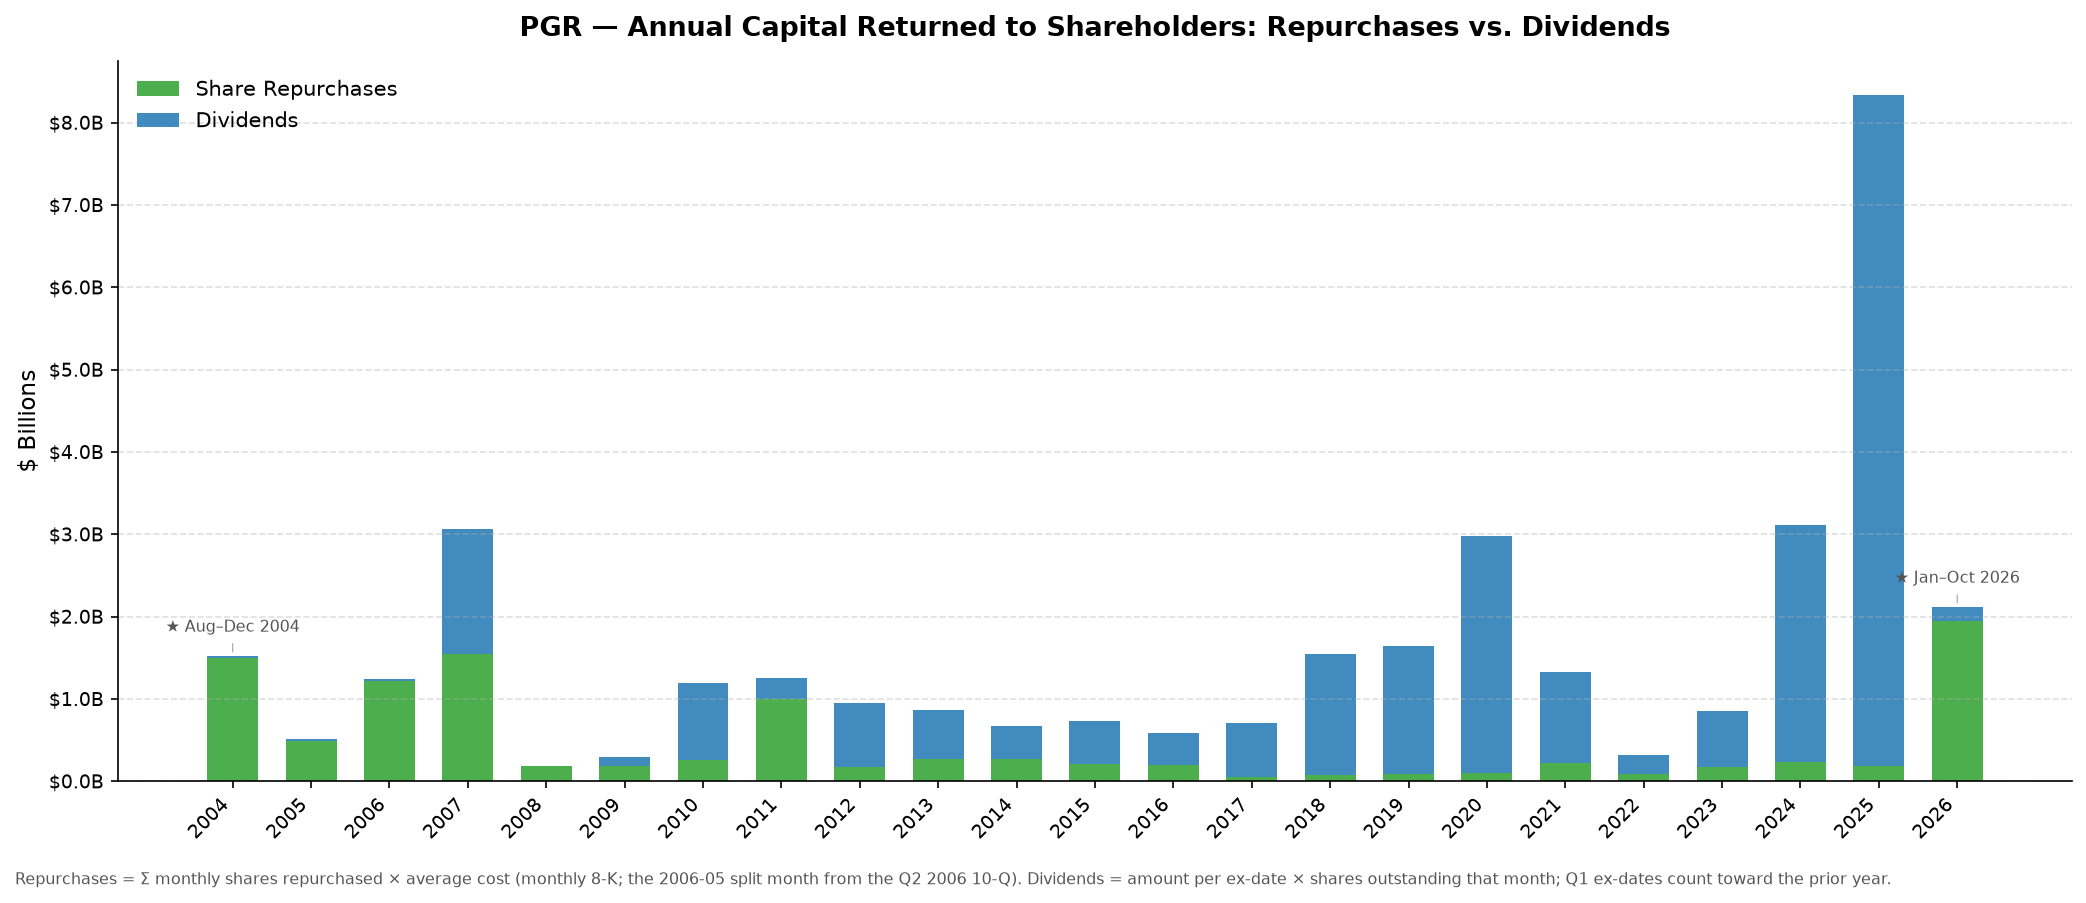 PGR — Annual Capital Returned to Shareholders: Repurchases vs. Dividends
Share Repurchases
Dividends
$ Billions
$8.0B
$7.0B
$6.0B
$5.0B
$4.0B
$3.0B
$2.0B
$1.0B
$0.0B
★ Aug–Dec 2004
★ Jan–Oct 2026
2004
2005
2006
2007
2008
2009
2010
2011
2012
2013
2014
2015
2016
2017
2018
2019
2020
2021
2022
2023
2024
2025
2026
Repurchases = Σ monthly shares repurchased × average cost (monthly 8-K; the 2006-05 split month from the Q2 2006 10-Q). Dividends = amount per ex-date × shares outstanding that month; Q1 ex-dates count toward the prior year.